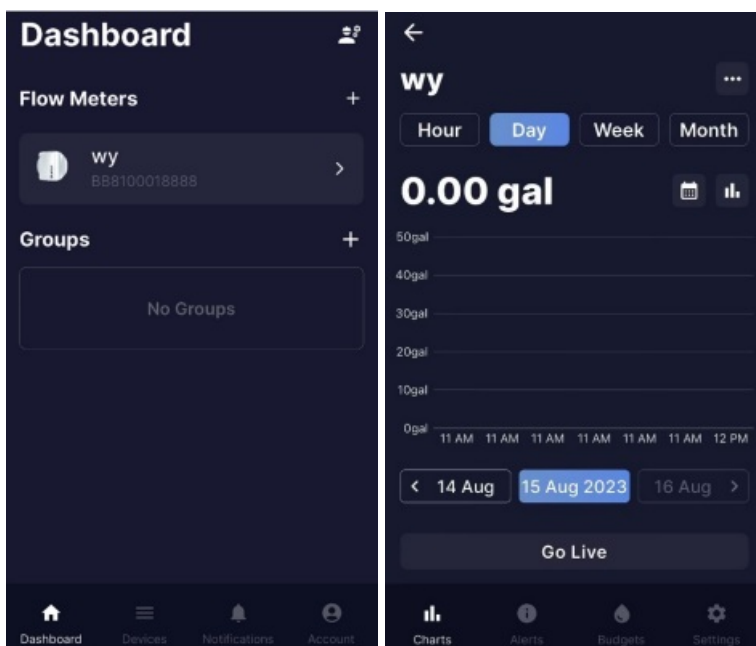 Dashboard
Flow Meters
+
wy
BB8100018888
Groups
+
No Groups
Dashboard
Devices
Notifications
Account
wy
Hour
Day
Week
Month
0.00 gal
50gal
40gal
30gal
20gal
10gal
0gal
11 AM 11 AM 11 AM 11 AM 11 AM 11 AM 12 PM
< 14 Aug
15 Aug 2023
16 Aug >
Go Live
Charts
Alerts
Budgets
Settings